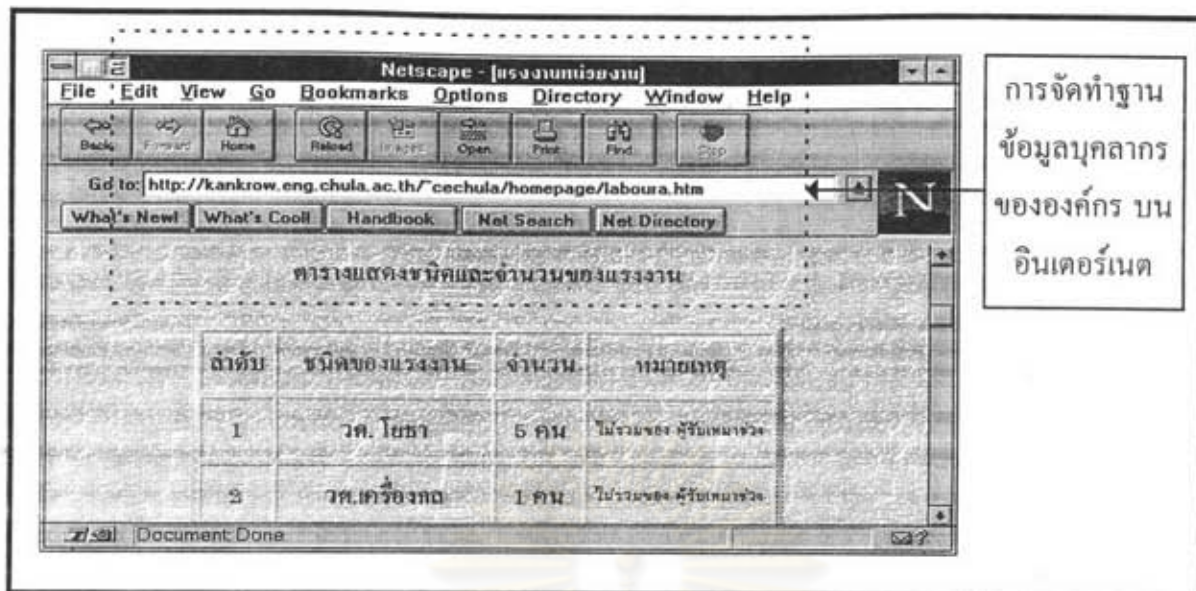 Netscape - [แรงงานหน่วยงาน]
File Edit View Go Bookmarks Options Directory Window Help
Back Forward Home Reload Images Open Print Find Stop
Go to: http://kankrow.eng.chula.ac.th/~cechula/homepage/laboura.htm
What's New! What's Cool! Handbook Net Search Net Directory
N
ตารางแสดงชนิดและจำนวนของแรงงาน
ลำดับ ชนิดของแรงงาน จำนวน หมายเหตุ
1 วศ. โยธา 5 คน ไม่รวมของ ผู้รับเหมาช่วง
2 วศ.เครื่องกล 1 คน ไม่รวมของ ผู้รับเหมาช่วง
Document: Done
การจัดทำฐาน
ข้อมูลบุคลากร
ขององค์กร บน
อินเตอร์เนต